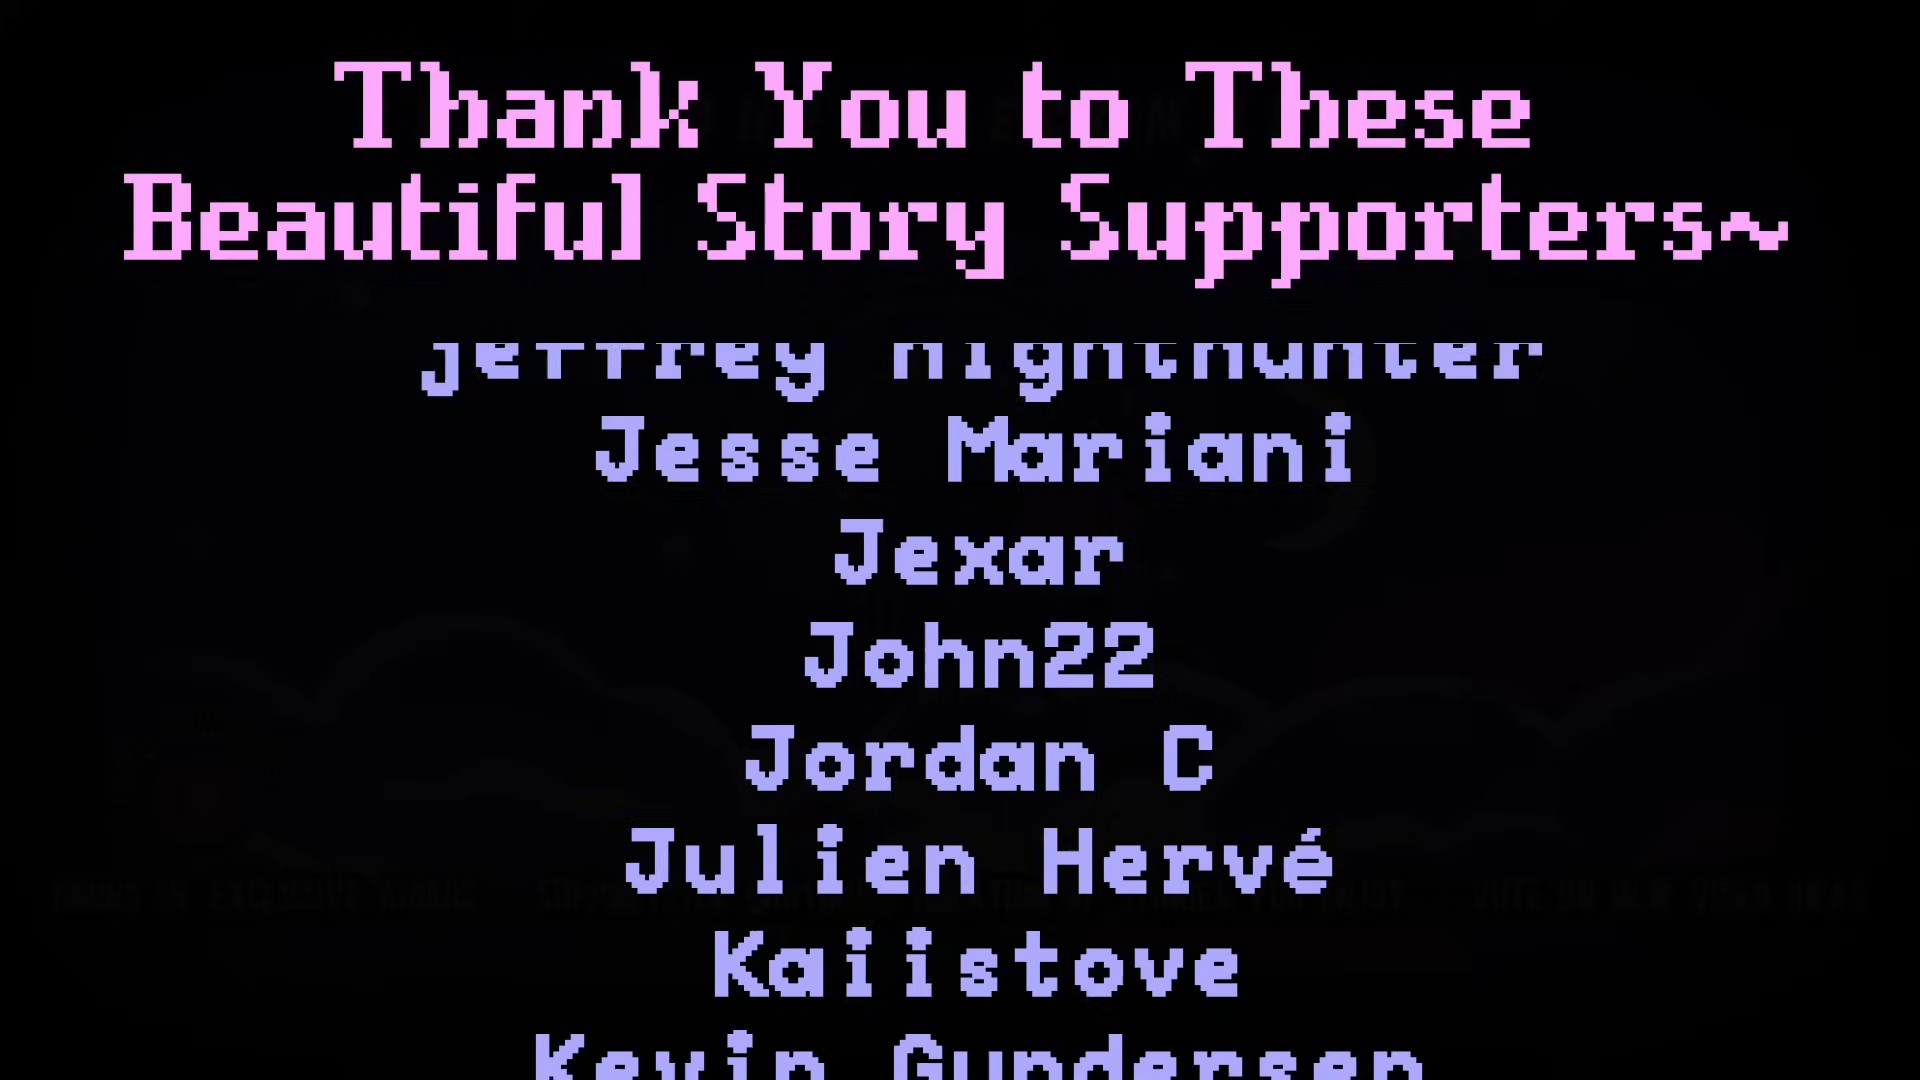 Thank You to These
Beautiful Story Supporters~
jeffrey nighthunter
Jesse Mariani
Jexar
John22
Jordan C
Julien Hervé
Kaiistove
Kevin Gundersen